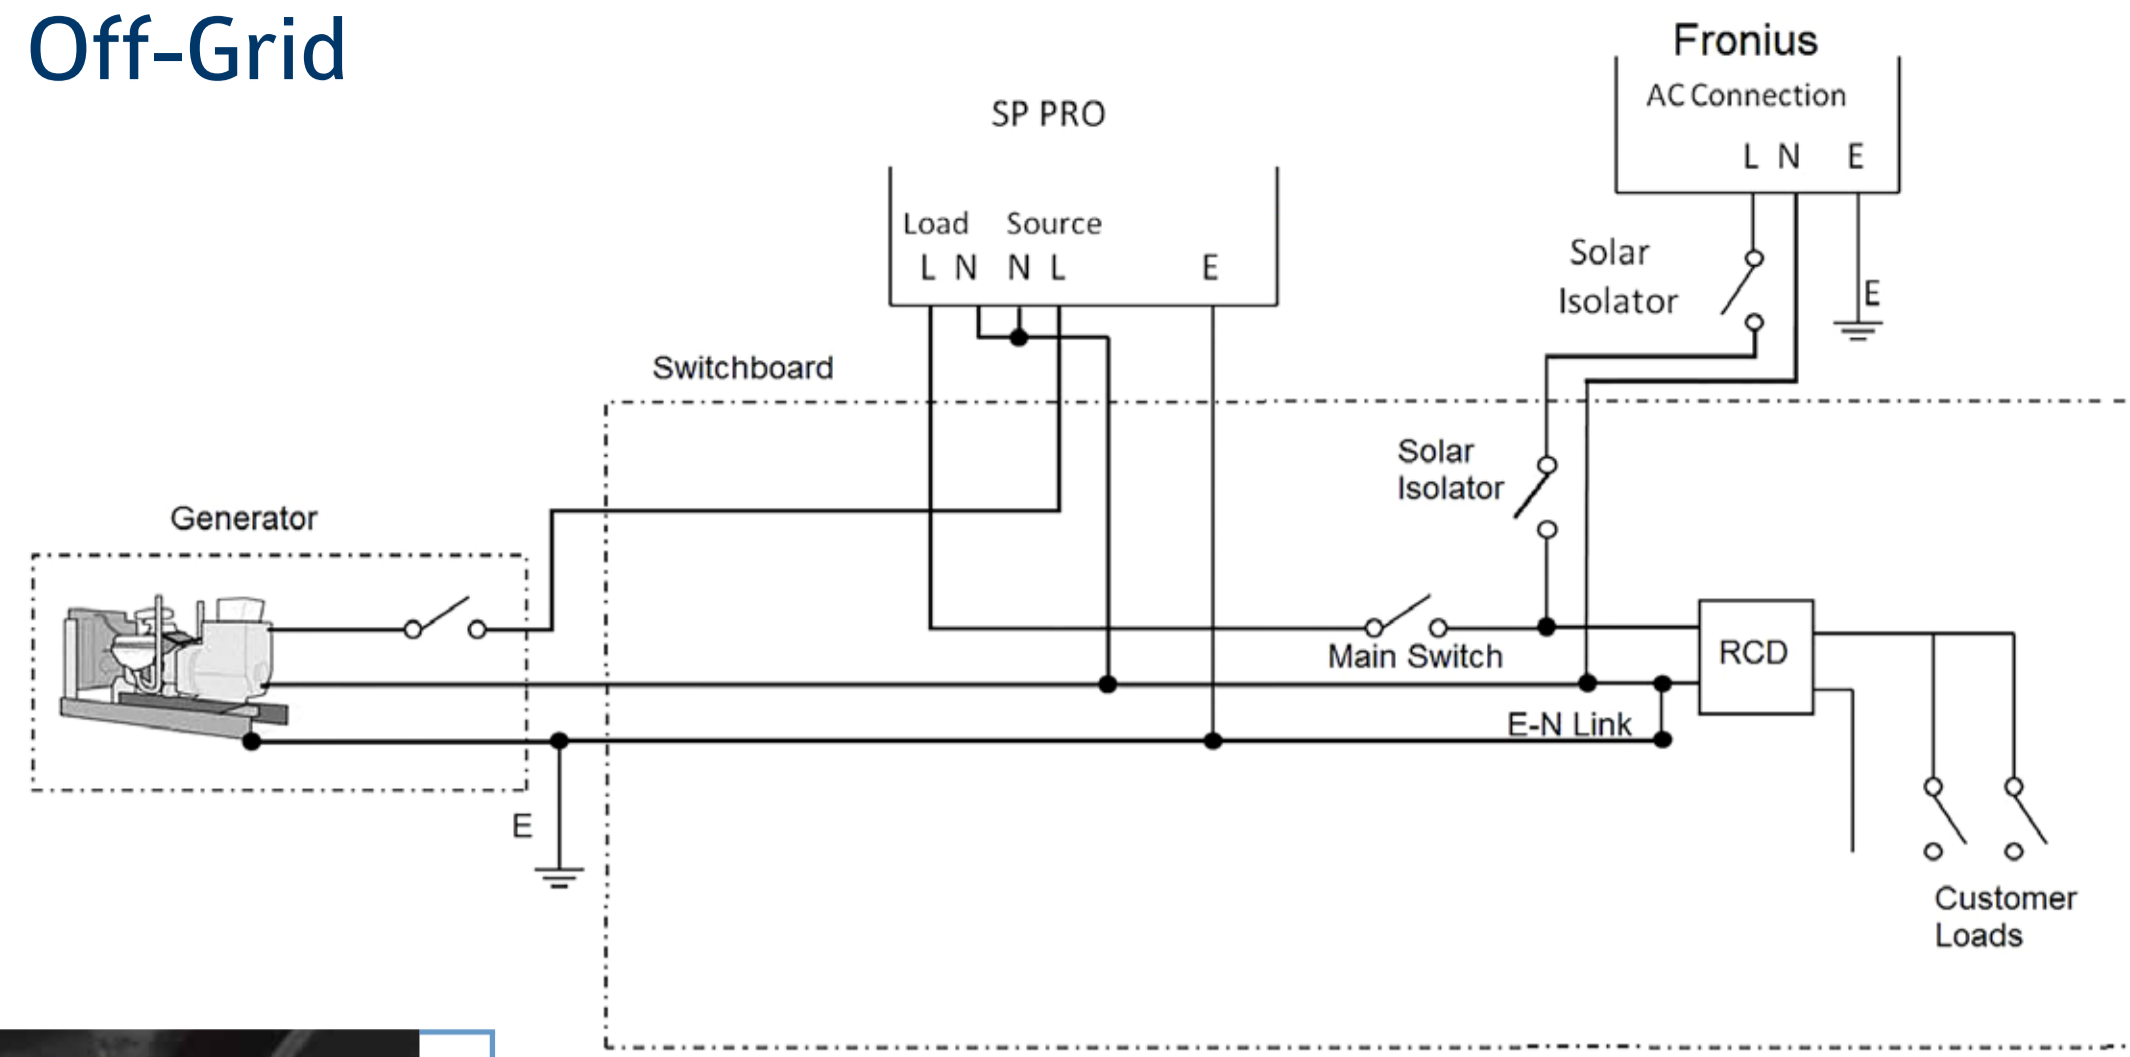 Off-Grid
Fronius
AC Connection
L N E
SP PRO
Load Source
L N N L E
Solar
Isolator
E
Switchboard
Solar
Isolator
Generator
Main Switch
RCD
E-N Link
E
Customer
Loads